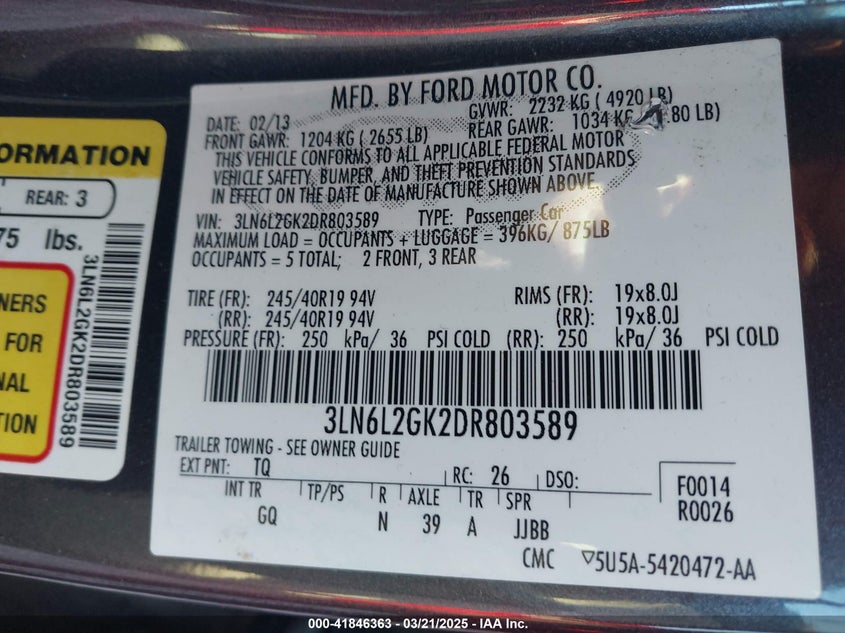 ORMATION
REAR: 3
75 lbs.
3LN6L2GK2DR803589
NERS
FOR
NAL
TION
MFD. BY FORD MOTOR CO.
DATE: 02/13 GVWR: 2232 KG ( 4920 LB)
FRONT GAWR: 1204 KG ( 2655 LB) REAR GAWR: 1034 KG 80 LB)
THIS VEHICLE CONFORMS TO ALL APPLICABLE FEDERAL MOTOR
VEHICLE SAFETY, BUMPER, AND THEFT PREVENTION STANDARDS
IN EFFECT ON THE DATE OF MANUFACTURE SHOWN ABOVE.
VIN: 3LN6L2GK2DR803589 TYPE: Passenger Car
MAXIMUM LOAD = OCCUPANTS + LUGGAGE = 396KG/ 875LB
OCCUPANTS = 5 TOTAL; 2 FRONT, 3 REAR
TIRE (FR): 245/40R19 94V RIMS (FR): 19x8.0J
(RR): 245/40R19 94V (RR): 19x8.0J
PRESSURE (FR): 250 kPa/ 36 PSI COLD (RR): 250 kPa/ 36 PSI COLD
3LN6L2GK2DR803589
TRAILER TOWING - SEE OWNER GUIDE
EXT PNT: TQ RC: 26 DSO: F0014
INT TR TP/PS R AXLE TR SPR R0026
GQ N 39 A JJBB
CMC ▽5U5A-5420472-AA
000-41846363 — 03/21/2025 — IAA Inc.